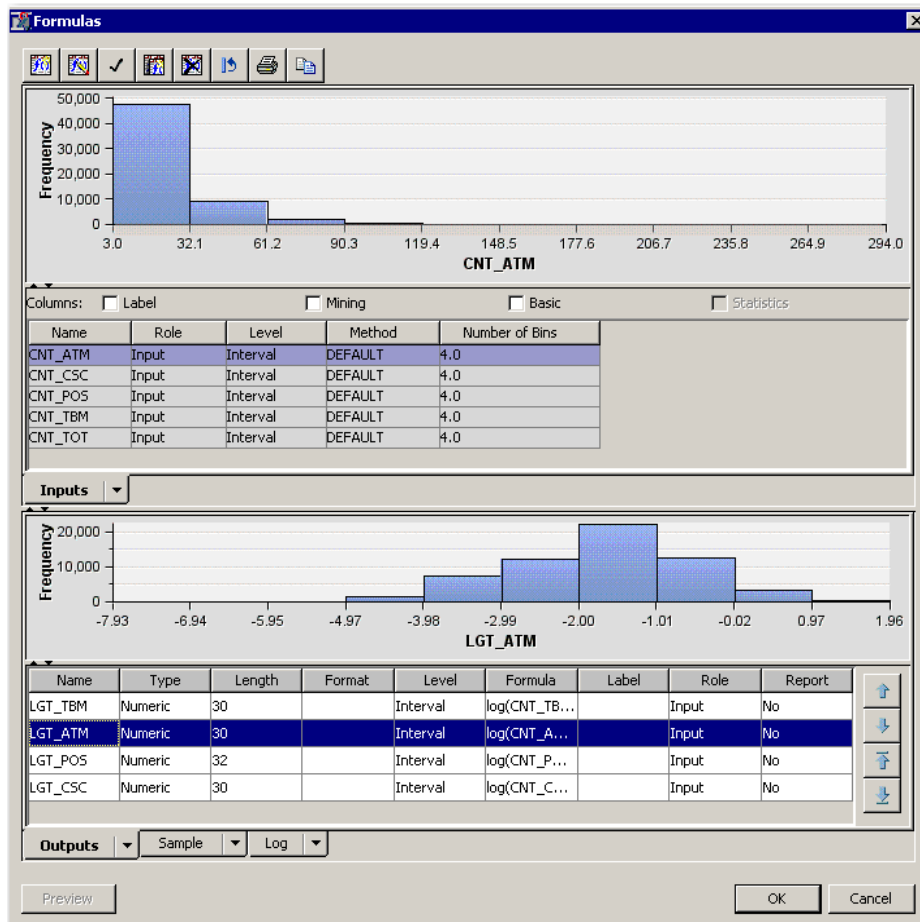 Formulas
50,000
40,000
30,000
20,000
10,000
0
Frequency
3.0 32.1 61.2 90.3 119.4 148.5 177.6 206.7 235.8 264.9 294.0
CNT_ATM
Columns: Label Mining Basic Statistics
Name Role Level Method Number of Bins
CNT_ATM Input Interval DEFAULT 4.0
CNT_CSC Input Interval DEFAULT 4.0
CNT_POS Input Interval DEFAULT 4.0
CNT_TBM Input Interval DEFAULT 4.0
CNT_TOT Input Interval DEFAULT 4.0
Inputs
20,000
10,000
0
Frequency
-7.93 -6.94 -5.95 -4.97 -3.98 -2.99 -2.00 -1.01 -0.02 0.97 1.96
LGT_ATM
Name Type Length Format Level Formula Label Role Report
LGT_TBM Numeric 30 Interval log(CNT_TB... Input No
LGT_ATM Numeric 30 Interval log(CNT_A... Input No
LGT_POS Numeric 32 Interval log(CNT_P... Input No
LGT_CSC Numeric 30 Interval log(CNT_C... Input No
Outputs Sample Log
Preview OK Cancel